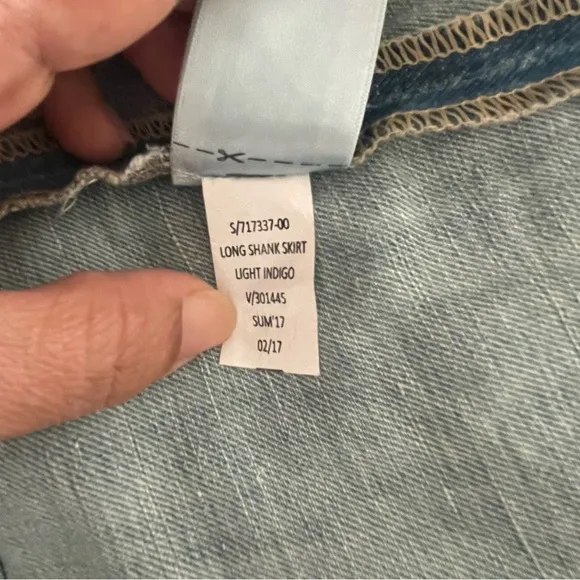 S/717337-00
LONG SHANK SKIRT
LIGHT INDIGO
V/301445
SUM'17
02/17